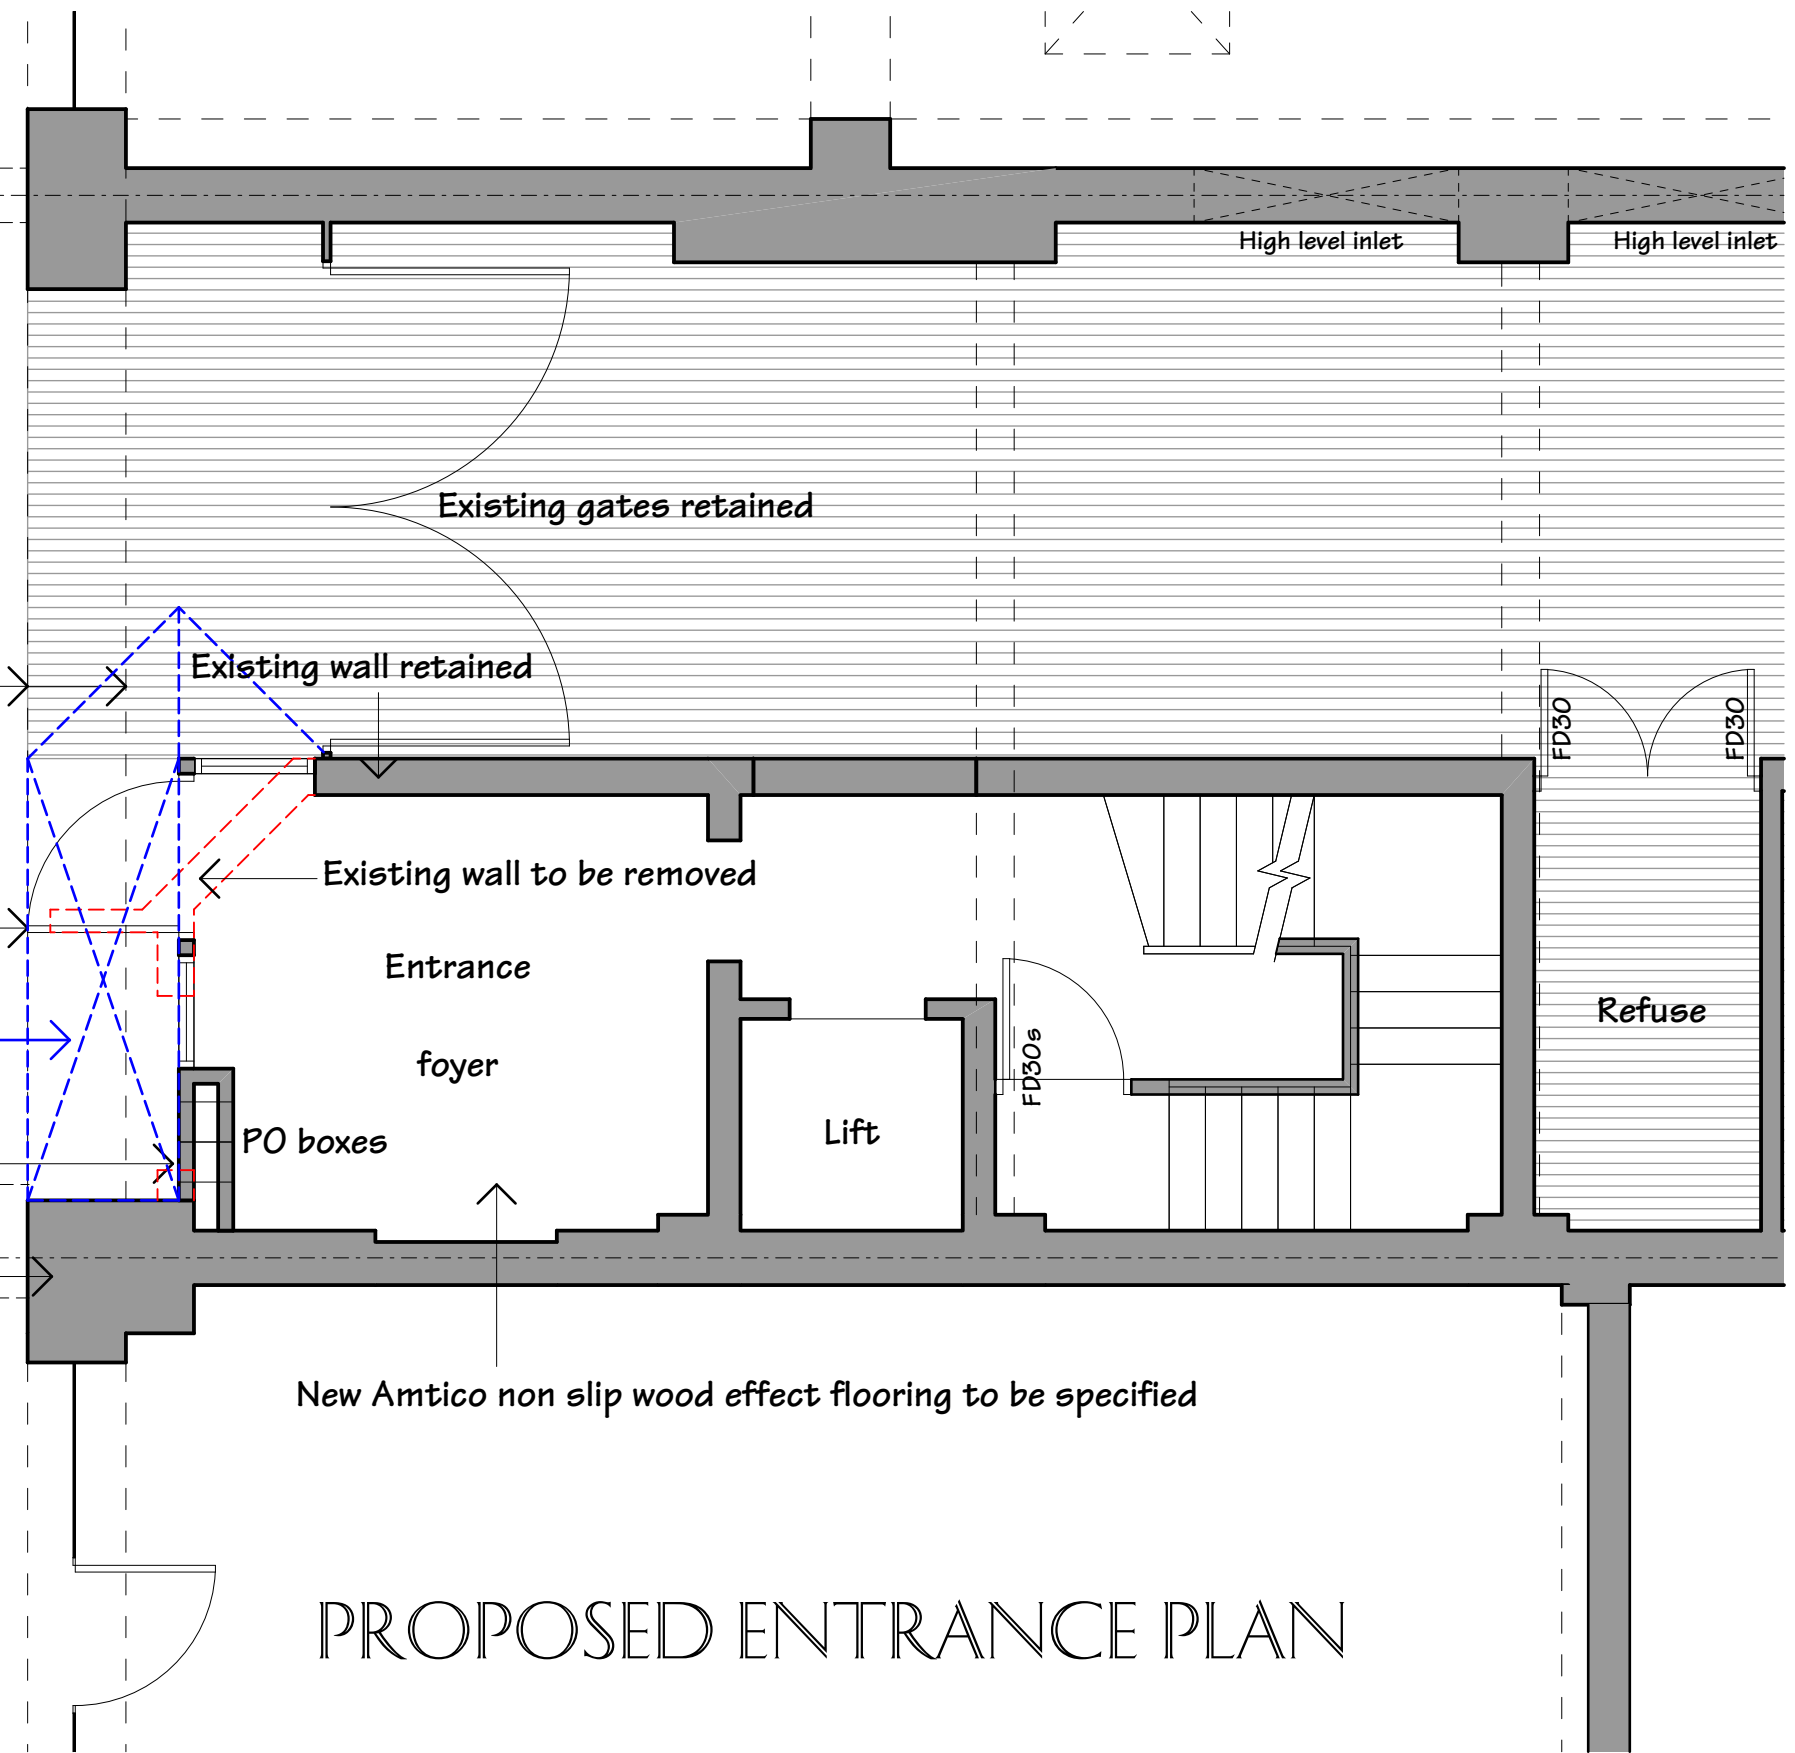 High level inlet
High level inlet
Existing gates retained
Existing wall retained
FD30
FD30
Existing wall to be removed
Entrance
foyer
Refuse
FD30s
PO boxes
Lift
New Amtico non slip wood effect flooring to be specified
PROPOSED ENTRANCE PLAN